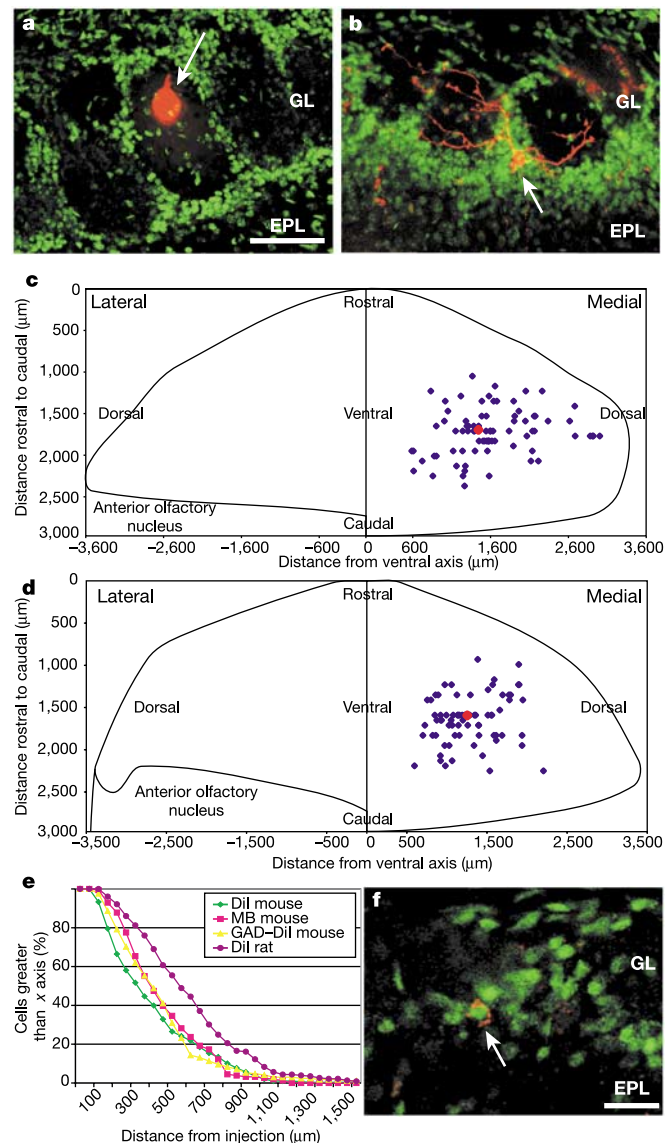 a
GL
EPL
b
GL
EPL
c
Distance rostral to caudal (μm)
0
500
1,000
1,500
2,000
2,500
3,000
Lateral
Rostral
Medial
Dorsal
Ventral
Dorsal
Anterior olfactory
nucleus
Caudal
−3,600
−2,600
−1,600
−600
0
600
1,600
2,600
3,600
Distance from ventral axis (μm)
d
Distance rostral to caudal (μm)
0
500
1,000
1,500
2,000
2,500
3,000
Lateral
Rostral
Medial
Dorsal
Ventral
Dorsal
Anterior olfactory
nucleus
Caudal
−3,500
−2,500
−1,500
−500
0
500
1,500
2,500
3,500
Distance from ventral axis (μm)
e
Cells greater
than x axis (%)
80
60
40
20
0
DiI mouse
MB mouse
GAD–DiI mouse
DiI rat
100
300
500
700
900
1,100
1,300
1,500
Distance from injection (μm)
f
GL
EPL